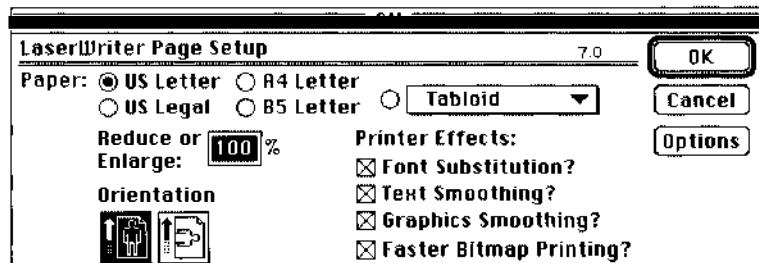 LaserWriter Page Setup 7.0 OK
Paper: US Letter A4 Letter
US Legal B5 Letter Tabloid Cancel
Reduce or Enlarge: 100 % Printer Effects: Options
Font Substitution?
Orientation Text Smoothing?
Graphics Smoothing?
Faster Bitmap Printing?